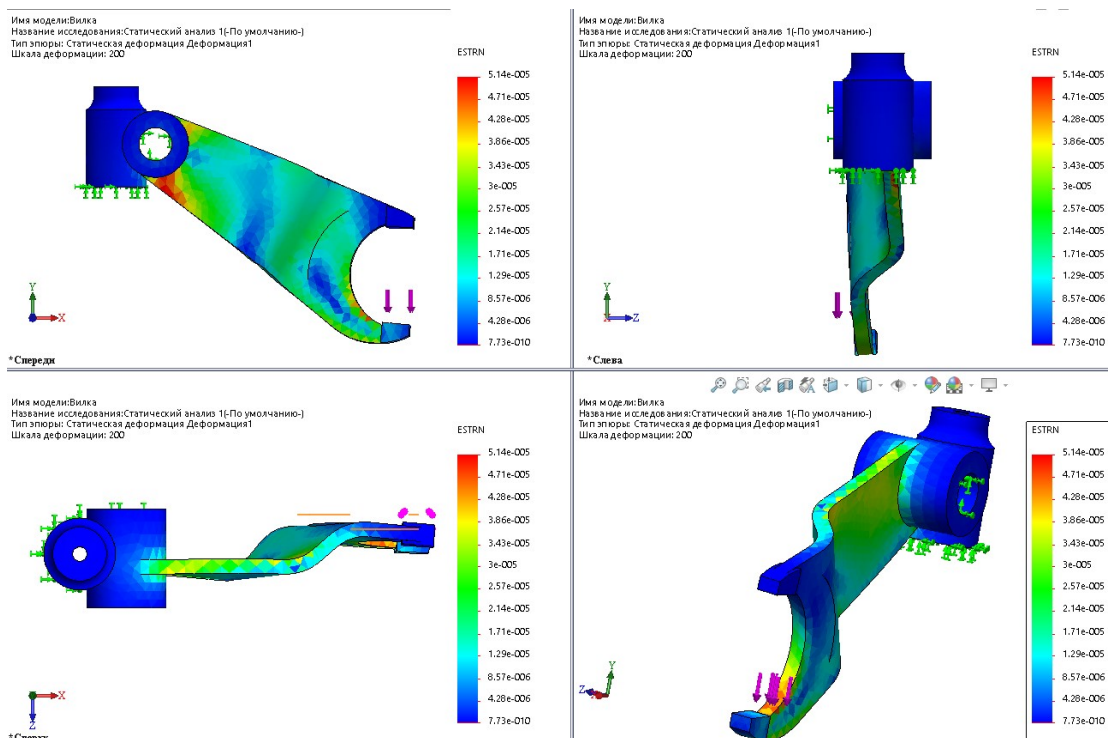 Имя модели:Вилка
Название исследования:Статический анализ 1(-По умолчанию-)
Тип эпюры: Статическая деформация Деформация1
Шкала деформации: 200
ESTRN
5.14e-005
4.71e-005
4.28e-005
3.86e-005
3.43e-005
3e-005
2.57e-005
2.14e-005
1.71e-005
1.29e-005
8.57e-006
4.28e-006
7.73e-010
Y
X
*Спереди
Имя модели:Вилка
Название исследования:Статический анализ 1(-По умолчанию-)
Тип эпюры: Статическая деформация Деформация1
Шкала деформации: 200
ESTRN
5.14e-005
4.71e-005
4.28e-005
3.86e-005
3.43e-005
3e-005
2.57e-005
2.14e-005
1.71e-005
1.29e-005
8.57e-006
4.28e-006
7.73e-010
Y
X
Z
*Слева
Имя модели:Вилка
Название исследования:Статический анализ 1(-По умолчанию-)
Тип эпюры: Статическая деформация Деформация1
Шкала деформации: 200
ESTRN
5.14e-005
4.71e-005
4.28e-005
3.86e-005
3.43e-005
3e-005
2.57e-005
2.14e-005
1.71e-005
1.29e-005
8.57e-006
4.28e-006
7.73e-010
X
Z
*Сверху
Имя модели:Вилка
Название исследования:Статический анализ 1(-По умолчанию-)
Тип эпюры: Статическая деформация Деформация1
Шкала деформации: 200
ESTRN
5.14e-005
4.71e-005
4.28e-005
3.86e-005
3.43e-005
3e-005
2.57e-005
2.14e-005
1.71e-005
1.29e-005
8.57e-006
4.28e-006
7.73e-010
Y
Z
X